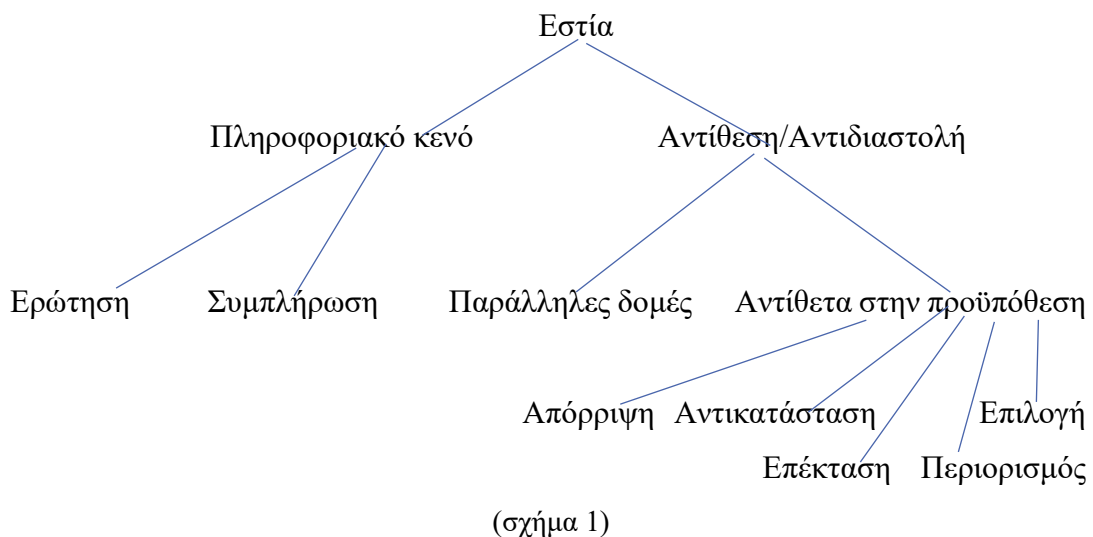 Εστία
Πληροφοριακό κενό Αντίθεση/Αντιδιαστολή
Ερώτηση Συμπλήρωση Παράλληλες δομές Αντίθετα στην προϋπόθεση
Απόρριψη Αντικατάσταση Επιλογή
Επέκταση Περιορισμός
(σχήμα 1)